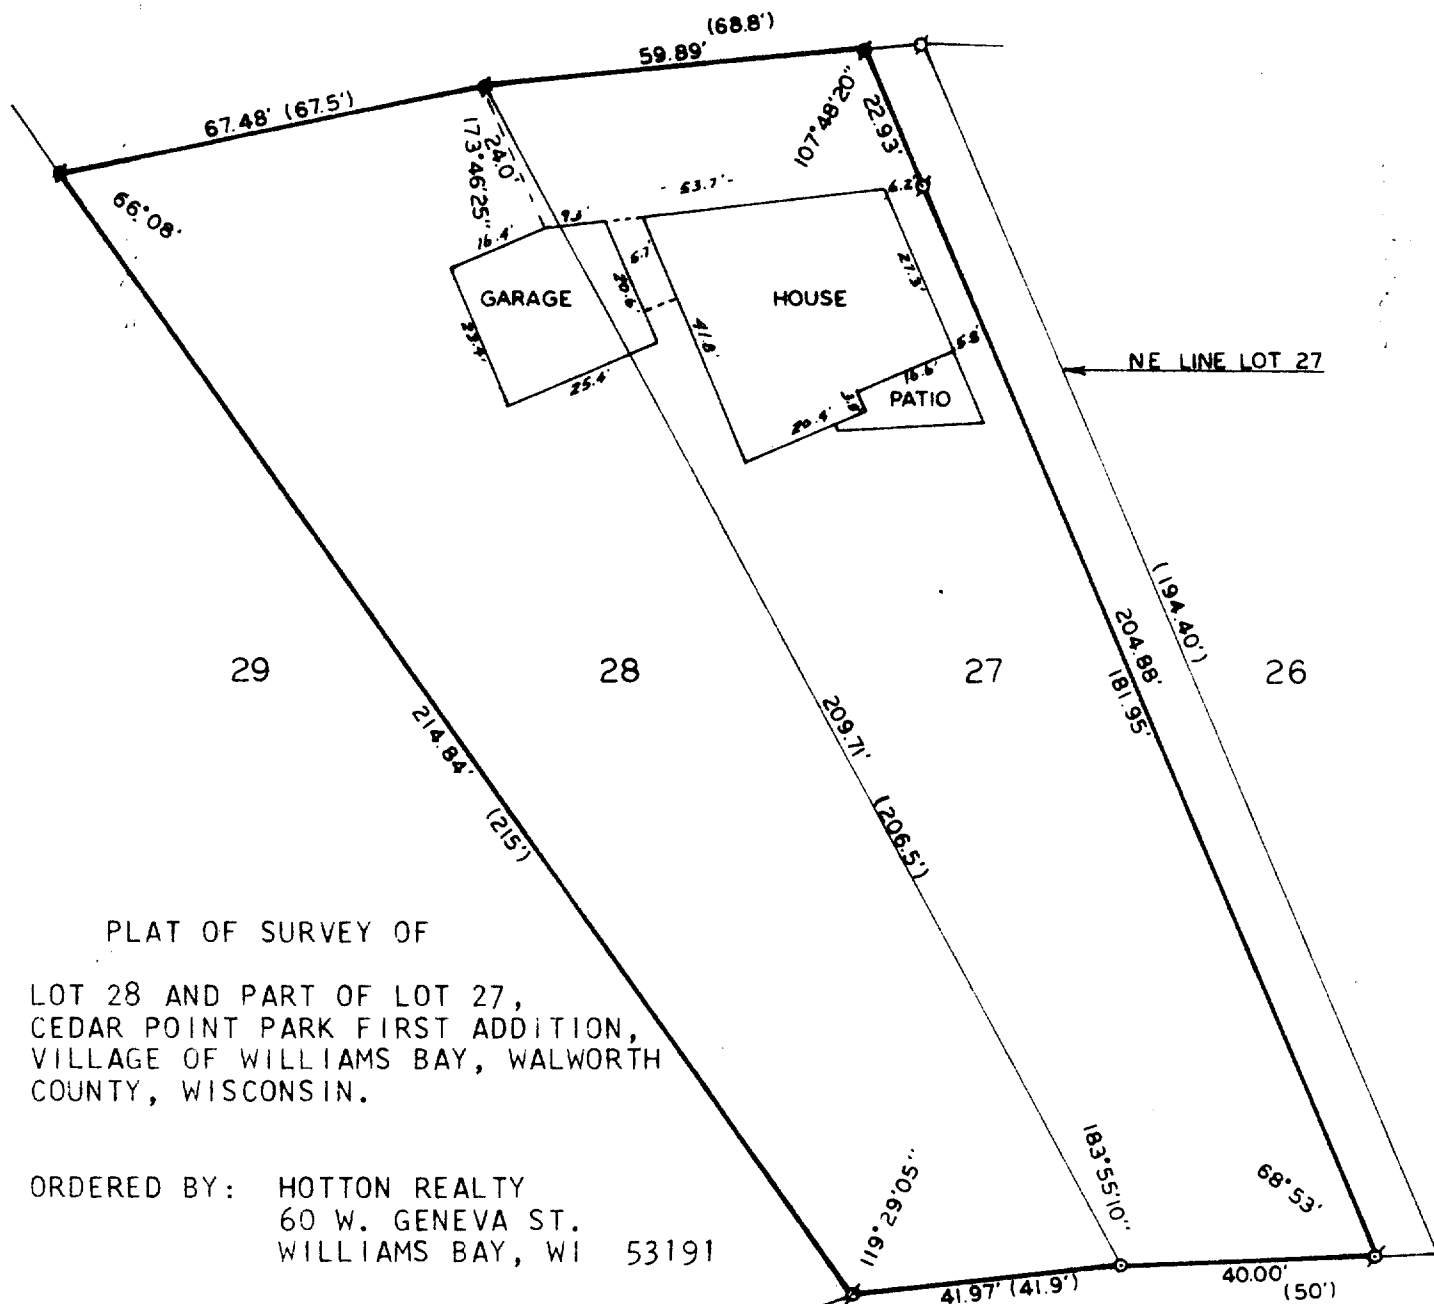 (68.8')
59.89'
67.48' (67.5')
107°48'20"
22.93'
24.0'
173°46'25"
66°08'
- 53.7' -
6.2'
16.4'
6.7'
20.6'
27.3'
GARAGE
HOUSE
23.4'
41.8'
5.8'
NE LINE LOT 27
25.4'
16.6'
PATIO
20.4'
(194.40')
204.88'
181.95'
29
28
27
26
209.71'
(206.5')
214.84'
(215')
PLAT OF SURVEY OF
LOT 28 AND PART OF LOT 27,
CEDAR POINT PARK FIRST ADDITION,
VILLAGE OF WILLIAMS BAY, WALWORTH
COUNTY, WISCONSIN.
ORDERED BY: HOTTON REALTY
60 W. GENEVA ST.
WILLIAMS BAY, WI 53191
119°29'05"
183°55'10"
68°53'
41.97' (41.9')
40.00'
(50')